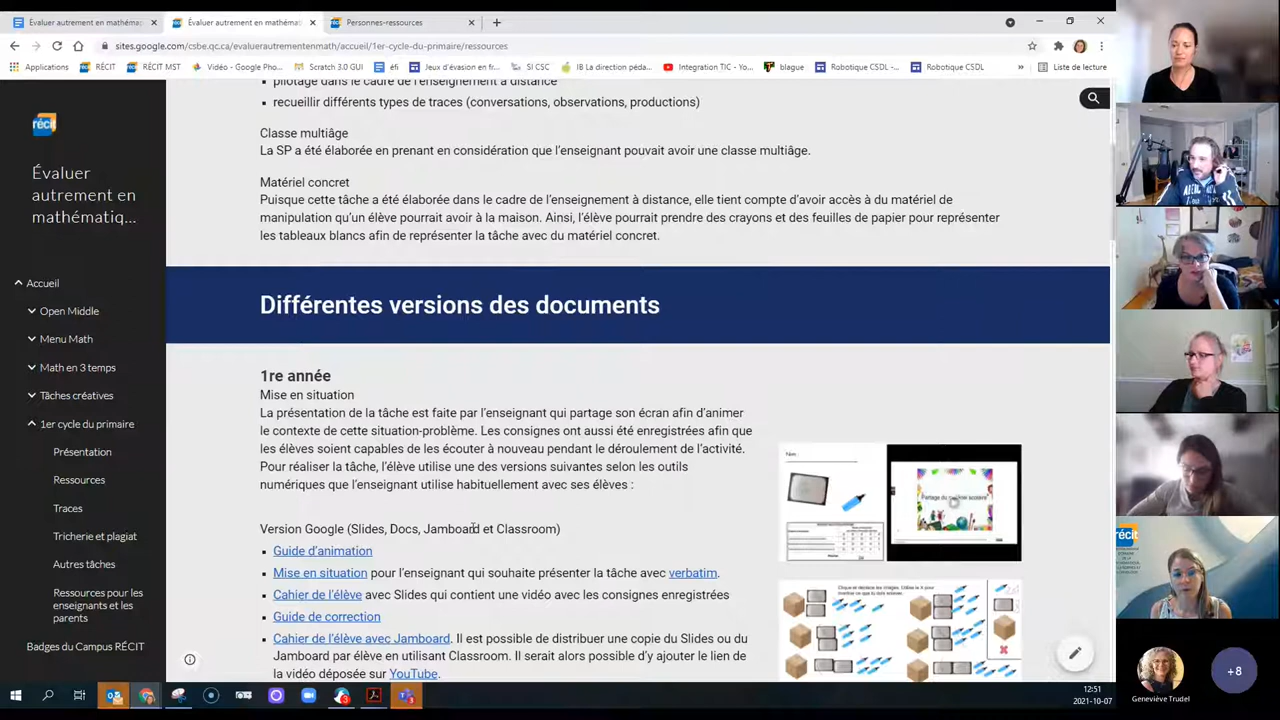 Évaluer autrement en mathéma
Évaluer autrement en mathémati
Personnes-ressources
sites.google.com/csbe.qc.ca/evaluerautrementenmath/accueil/1er-cycle-du-primaire/ressources
Applications
RÉCIT
RÉCIT MST
Vidéo - Google Pho...
Scratch 3.0 GUI
éfi
Jeux d'évasion en fr...
SI CSC
JB La direction péda...
Integration TIC - Yo...
blague
Robotique CSDL -...
Robotique CSDL...
»
Liste de lecture
récit
Évaluer
autrement en
mathématiq...
Accueil
Open Middle
Menu Math
Math en 3 temps
Tâches créatives
1er cycle du primaire
Présentation
Ressources
Traces
Tricherie et plagiat
Autres tâches
Ressources pour les
enseignants et les
parents
Badges du Campus RÉCIT
pilotage dans le cadre de l'enseignement à distance
recueillir différents types de traces (conversations, observations, productions)
Classe multiâge
La SP a été élaborée en prenant en considération que l'enseignant pouvait avoir une classe multiâge.
Matériel concret
Puisque cette tâche a été élaborée dans le cadre de l'enseignement à distance, elle tient compte d'avoir accès à du matériel de
manipulation qu'un élève pourrait avoir à la maison. Ainsi, l'élève pourrait prendre des crayons et des feuilles de papier pour représenter
les tableaux blancs afin de représenter la tâche avec du matériel concret.
Différentes versions des documents
1re année
Mise en situation
La présentation de la tâche est faite par l'enseignant qui partage son écran afin d'animer
le contexte de cette situation-problème. Les consignes ont aussi été enregistrées afin que
les élèves soient capables de les écouter à nouveau pendant le déroulement de l'activité.
Pour réaliser la tâche, l'élève utilise une des versions suivantes selon les outils
numériques que l'enseignant utilise habituellement avec ses élèves :
Version Google (Slides, Docs, Jamboard et Classroom)
Guide d'animation
Mise en situation pour l'enseignant qui souhaite présenter la tâche avec verbatim.
Cahier de l'élève avec Slides qui contient une vidéo avec les consignes enregistrées
Guide de correction
Cahier de l'élève avec Jamboard. Il est possible de distribuer une copie du Slides ou du
Jamboard par élève en utilisant Classroom. Il serait alors possible d'y ajouter le lien de
la vidéo déposée sur YouTube.
Geneviève Trudel
+8
12:51
2021-10-07